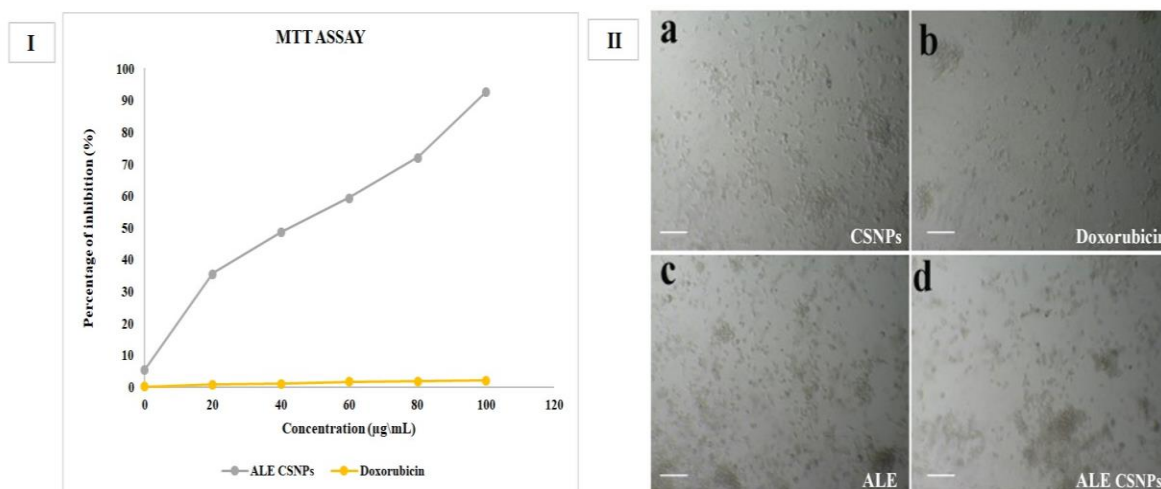 I
MTT ASSAY
Percentage of inhibition (%)
100
90
80
70
60
50
40
30
20
10
0
0 20 40 60 80 100 120
Concentration (µg\mL)
ALE CSNPs Doxorubicin
II
a
CSNPs
b
Doxorubicin
c
ALE
d
ALE CSNPs